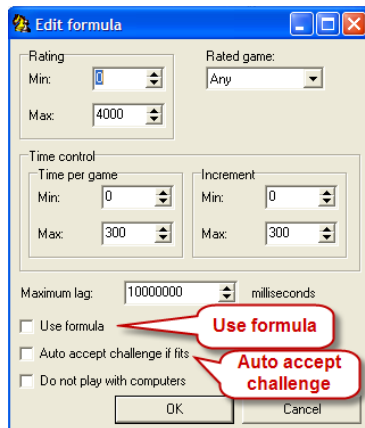 Edit formula
Rating
Rated game:
Min: 0
Any
Max: 4000
Time control
Time per game
Increment
Min: 0
Min: 0
Max: 300
Max: 300
Maximum lag: 10000000 milliseconds
Use formula
Use formula
Auto accept challenge if fits
Auto accept
challenge
Do not play with computers
OK
Cancel